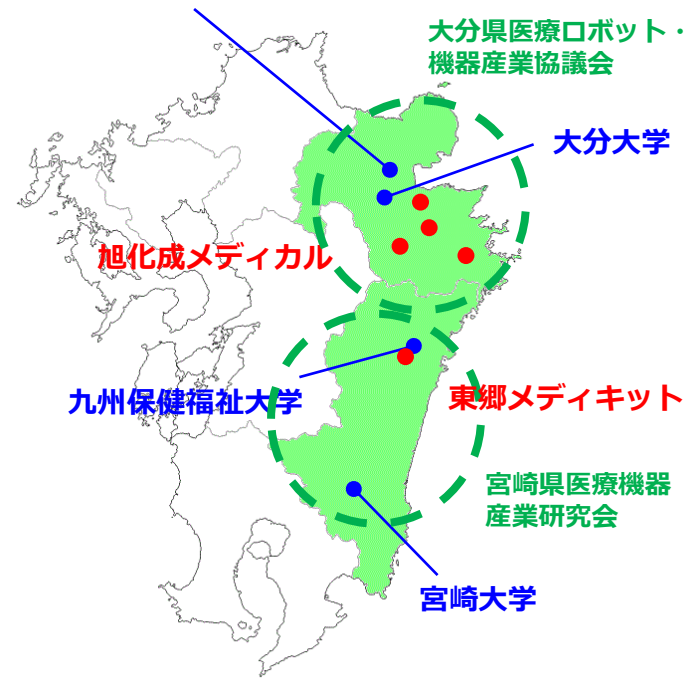 大分県医療ロボット・
機器産業協議会
大分大学
旭化成メディカル
九州保健福祉大学
東郷メディキット
宮崎県医療機器
産業研究会
宮崎大学